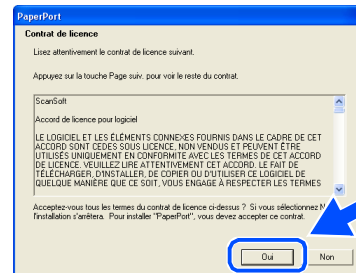 PaperPort
Contrat de licence
Lisez attentivement le contrat de licence suivant.
Appuyez sur la touche Page suiv. pour voir le reste du contrat.
ScanSoft
Accord de licence pour logiciel
LE LOGICIEL ET LES ÉLÉMENTS CONNEXES FOURNIS DANS LE CADRE DE CET
ACCORD SONT CEDES SOUS LICENCE, NON VENDUS ET PEUVENT ÊTRE
UTILISÉS UNIQUEMENT EN CONFORMITE AVEC LES TERMES DE CET ACCORD
DE LICENCE. VEUILLEZ LIRE ATTENTIVEMENT CET ACCORD. LE FAIT DE
TÉLÉCHARGER, D'INSTALLER, DE COPIER OU D'UTILISER CE LOGICIEL DE
QUELQUE MANIÈRE QUE CE SOIT, VOUS ENGAGE À RESPECTER LES TERMES
Acceptez-vous tous les termes du contrat de licence ci-dessus ? Si vous sélectionnez
l'installation s'arrêtera. Pour installer "PaperPort", vous devez accepter ce contrat.
Oui
Non